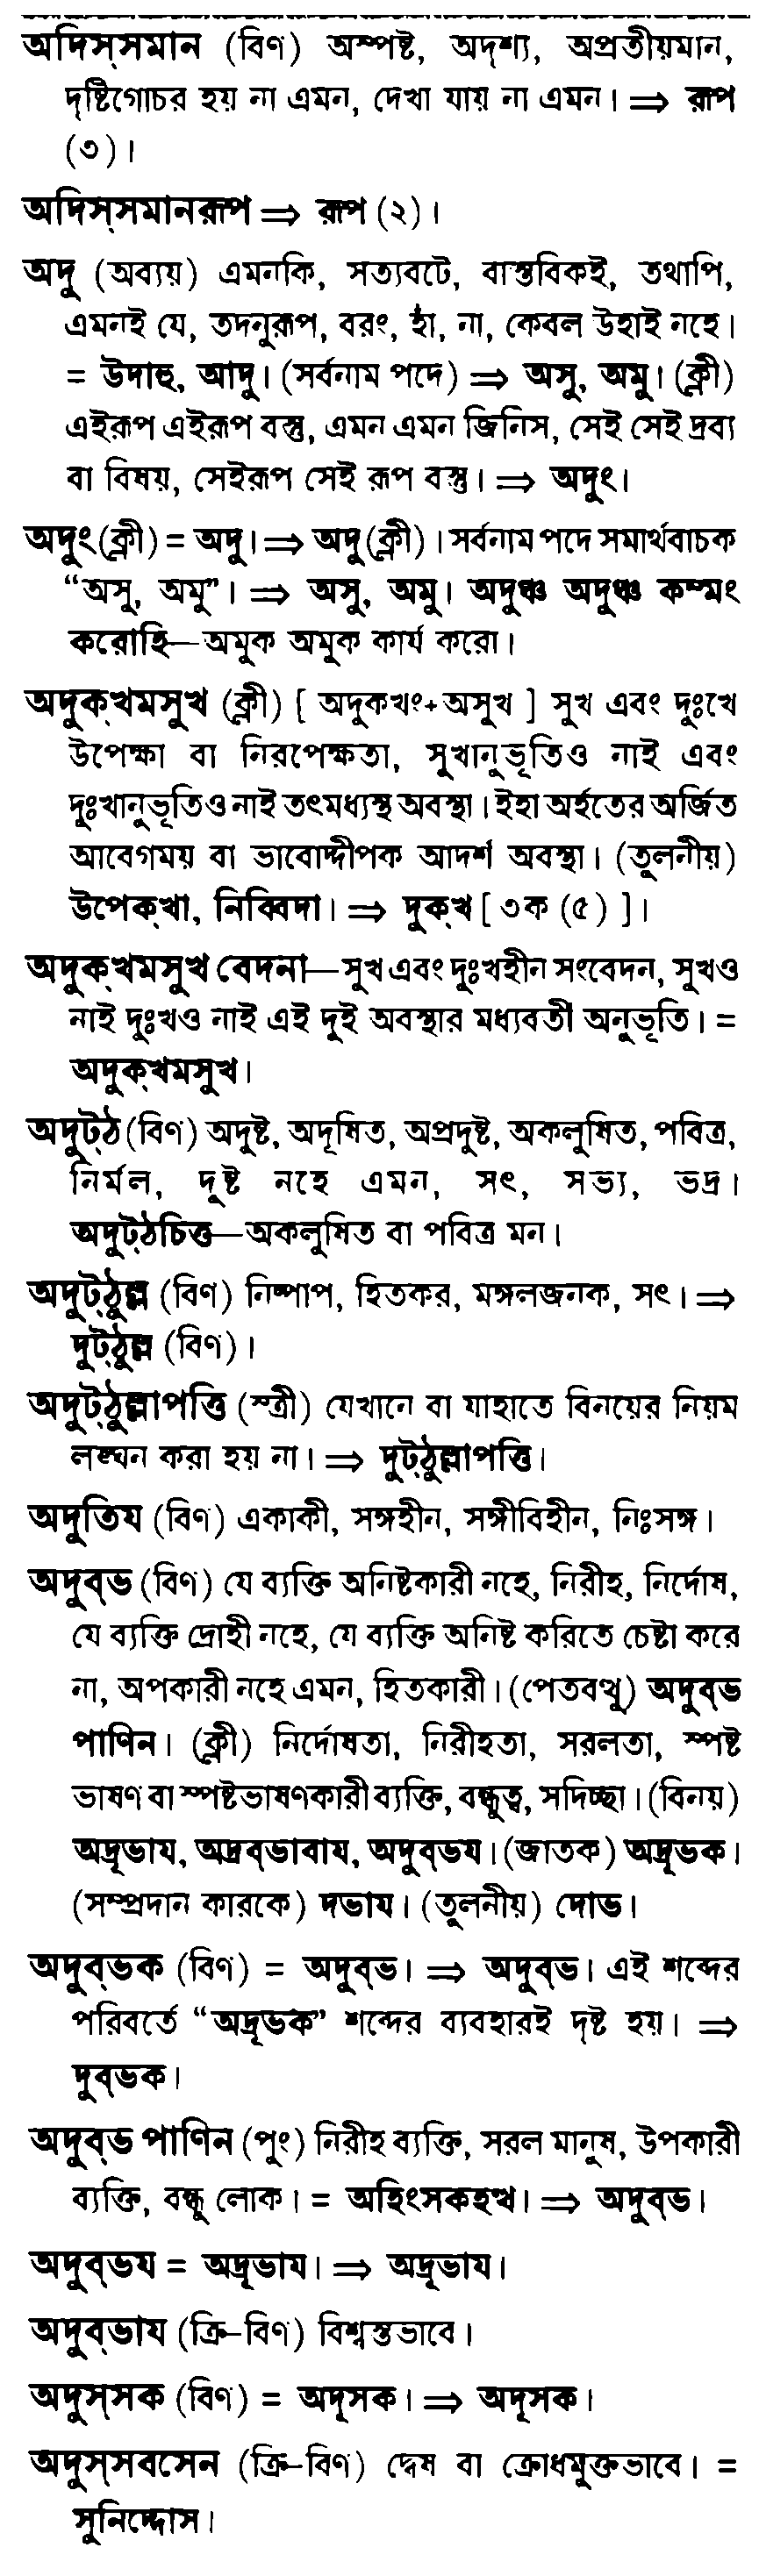 অদিস্‌সমান (বিণ) অস্পষ্ট, অদৃশ্য, অপ্রতীয়মান,
দৃষ্টিগোচর হয় না এমন, দেখা যায় না এমন। ⇒ রূপ
(৩)।
অদিস্‌সমানরূপ ⇒ রূপ (২)।
অদু (অব্যয়) এমনকি, সত্যবটে, বাস্তবিকই, তথাপি,
এমনই যে, তদনুরূপ, বরং, হাঁ, না, কেবল উহাই নহে।
= উদাহু, আদু। (সর্বনাম পদে) ⇒ অসু, অমু। (ক্লী)
এইরূপ এইরূপ বস্তু, এমন এমন জিনিস, সেই সেই দ্রব্য
বা বিষয়, সেইরূপ সেই রূপ বস্তু। ⇒ অদুং।
অদুং (ক্লী) = অদু। ⇒ অদু (ক্লী)। সর্বনাম পদে সমার্থবাচক
“অসু, অমু”। ⇒ অসু, অমু। অদুঞ্চ অদুঞ্চ কম্মং
করোহি—অমুক অমুক কার্য করো।
অদুক্‌খমসুখ (ক্লী) [ অদুকখং+অসুখ ] সুখ এবং দুঃখে
উপেক্ষা বা নিরপেক্ষতা, সুখানুভূতিও নাই এবং
দুঃখানুভূতিও নাই তৎমধ্যস্থ অবস্থা। ইহা অর্হতের অর্জিত
আবেগময় বা ভাবোদ্দীপক আদর্শ অবস্থা। (তুলনীয়)
উপেক্‌খা, নিব্বিদা। ⇒ দুক্‌খ [ ৩ক (৫) ]।
অদুক্‌খমসুখ বেদনা—সুখ এবং দুঃখহীন সংবেদন, সুখও
নাই দুঃখও নাই এই দুই অবস্থার মধ্যবর্তী অনুভূতি। =
অদুক্‌খমসুখ।
অদুট্‌ঠ (বিণ) অদুষ্ট, অদূষিত, অপ্রদুষ্ট, অকলুষিত, পবিত্র,
নির্মল, দুষ্ট নহে এমন, সৎ, সভ্য, ভদ্র।
অদুট্‌ঠচিত্ত—অকলুষিত বা পবিত্র মন।
অদুট্‌ঠুল্ল (বিণ) নিষ্পাপ, হিতকর, মঙ্গলজনক, সৎ। ⇒
দুট্‌ঠুল্ল (বিণ)।
অদুট্‌ঠুল্লাপত্তি (স্ত্রী) যেখানে বা যাহাতে বিনয়ের নিয়ম
লঙ্ঘন করা হয় না। ⇒ দুট্‌ঠুল্লাপত্তি।
অদুতিয (বিণ) একাকী, সঙ্গহীন, সঙ্গীবিহীন, নিঃসঙ্গ।
অদুব্‌ভ (বিণ) যে ব্যক্তি অনিষ্টকারী নহে, নিরীহ, নির্দোষ,
যে ব্যক্তি দ্রোহী নহে, যে ব্যক্তি অনিষ্ট করিতে চেষ্টা করে
না, অপকারী নহে এমন, হিতকারী। (পেতবত্থু) অদুব্‌ভ
পাণিন। (ক্লী) নির্দোষতা, নিরীহতা, সরলতা, স্পষ্ট
ভাষণ বা স্পষ্টভাষণকারী ব্যক্তি, বন্ধুত্ব, সদিচ্ছা। (বিনয়)
অদ্রূভায, অদ্রব্‌ভাবায, অদুব্‌ভয। (জাতক) অদ্রূভক।
(সম্প্রদান কারকে) দভায। (তুলনীয়) দোভ।
অদুব্‌ভক (বিণ) = অদুব্‌ভ। ⇒ অদুব্‌ভ। এই শব্দের
পরিবর্তে “অদ্রূভক” শব্দের ব্যবহারই দৃষ্ট হয়। ⇒
দুব্‌ভক।
অদুব্‌ভ পাণিন (পুং) নিরীহ ব্যক্তি, সরল মানুষ, উপকারী
ব্যক্তি, বন্ধু লোক। = অহিংসকহত্থ। ⇒ অদুব্‌ভ।
অদুব্‌ভয = অদ্রূভায। ⇒ অদ্রূভায।
অদুব্‌ভায (ক্রি-বিণ) বিশ্বস্তভাবে।
অদুস্‌সক (বিণ) = অদূসক। ⇒ অদূসক।
অদুস্‌সবসেন (ক্রি-বিণ) দ্বেষ বা ক্রোধমুক্তভাবে। =
সুনিদ্দোস।